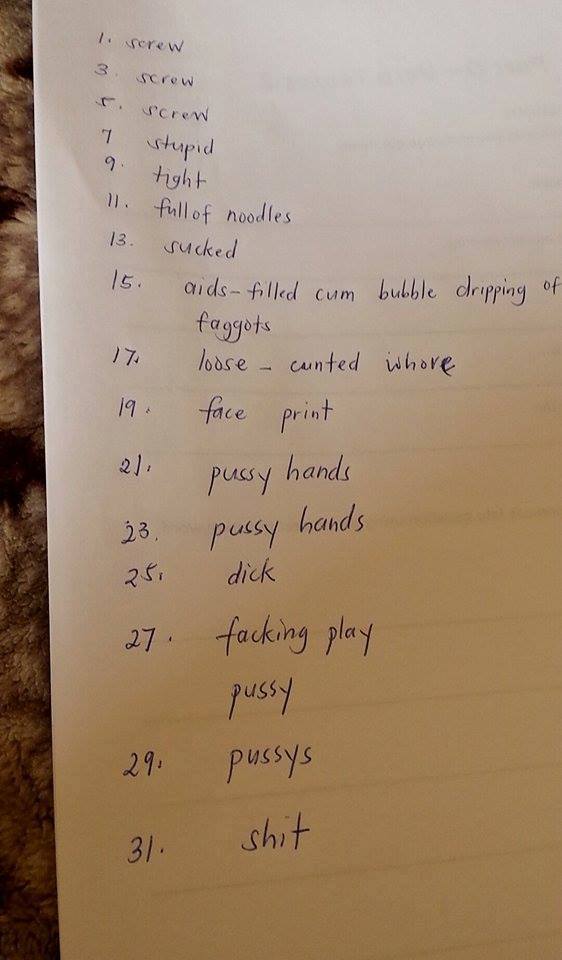 1. screw
3. screw
5. screw
7 stupid
9. tight
11. full of noodles
13. sucked
15. aids-filled cum bubble dripping of
faggots
17. loose - cunted whore
19. face print
21. pussy hands
23. pussy hands
25. dick
27. facking play
pussy
29. pussys
31. shit